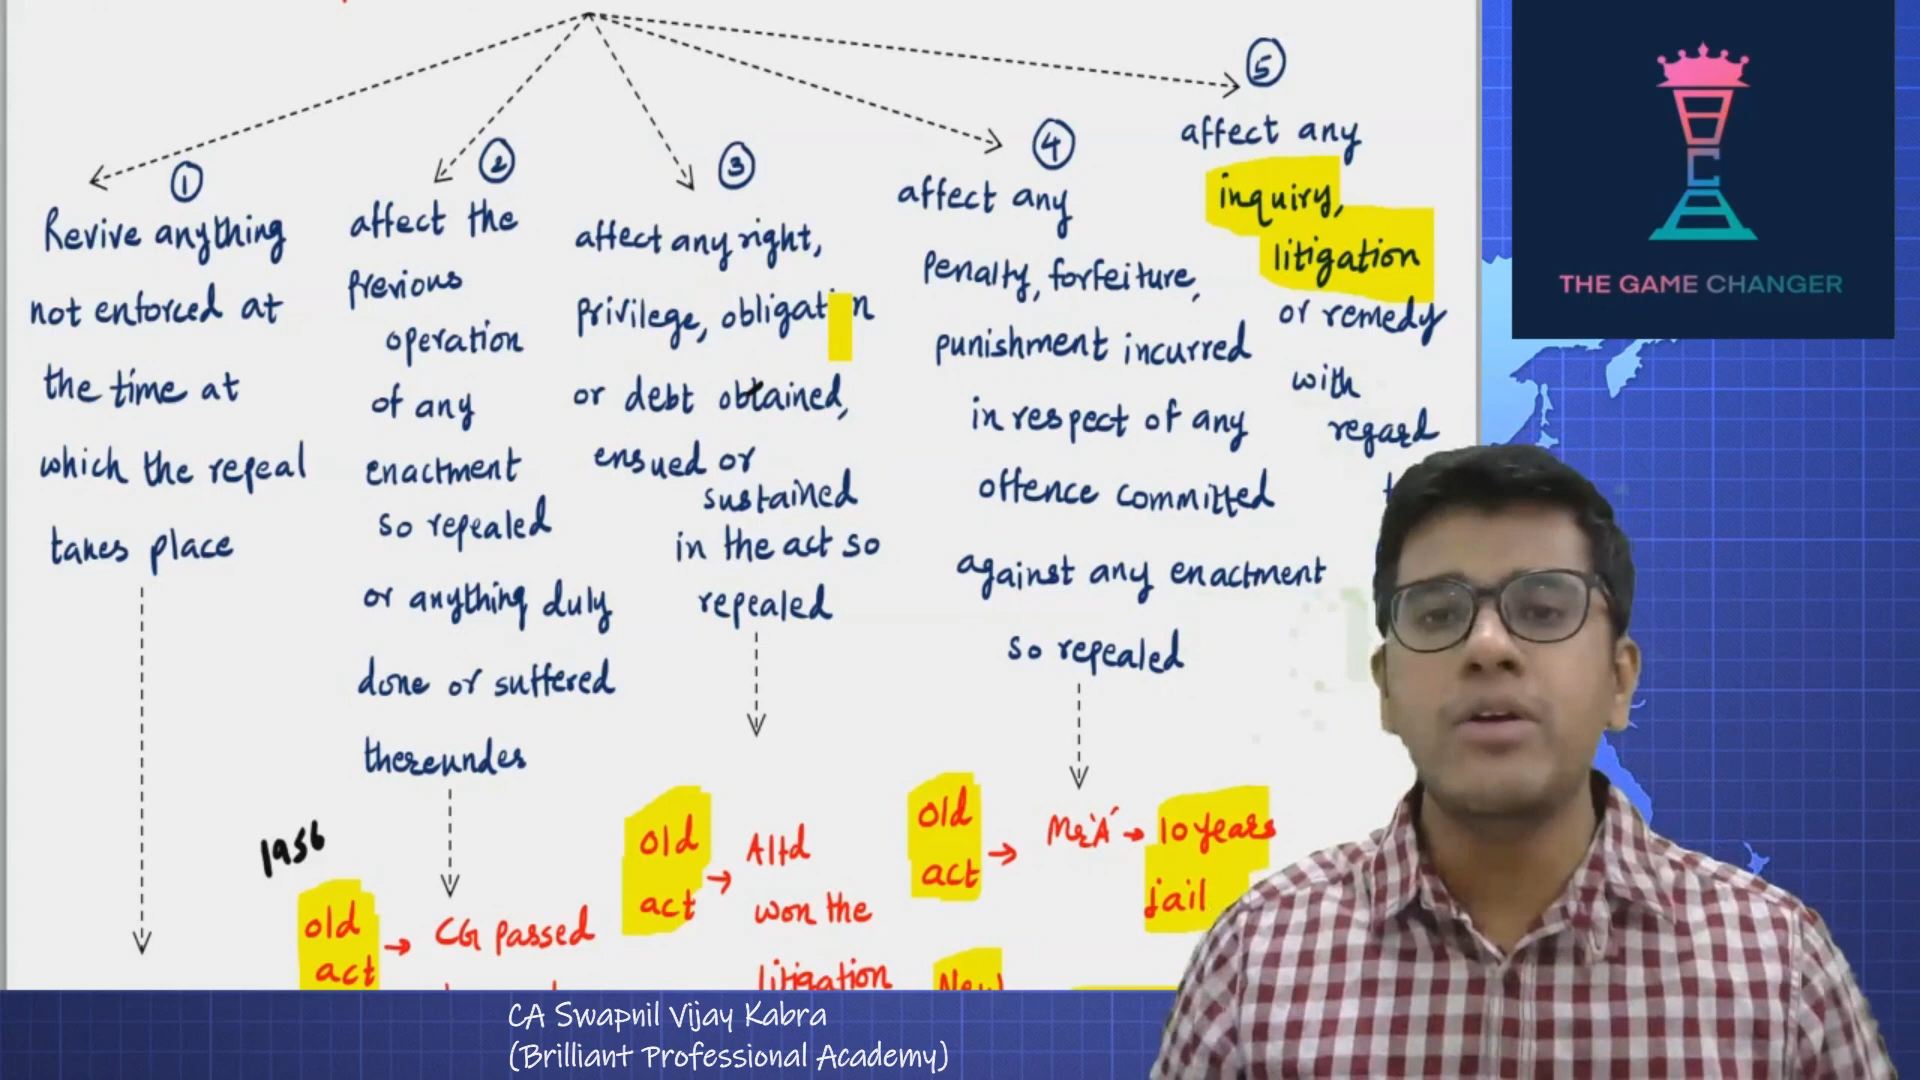 ①
Revive anything
not enforced at
the time at
which the repeal
takes place
②
affect the
Previous
operation
of any
enactment
so repealed
or anything duly
done or suffered
thereunder
③
affect any right,
Privilege, obligation
or debt obtained,
ensued or
sustained
in the act so
repealed
④
affect any
Penalty, forfeiture,
punishment incurred
in respect of any
offence committed
against any enactment
so repealed
⑤
affect any
inquiry,
litigation
or remedy
with
regard
1956
old
act → CG passed
old
act → A ltd
won the
litigation
old
act → Mr 'A' → 10 years
jail
New
THE GAME CHANGER
CA Swapnil Vijay Kabra
(Brilliant Professional Academy)